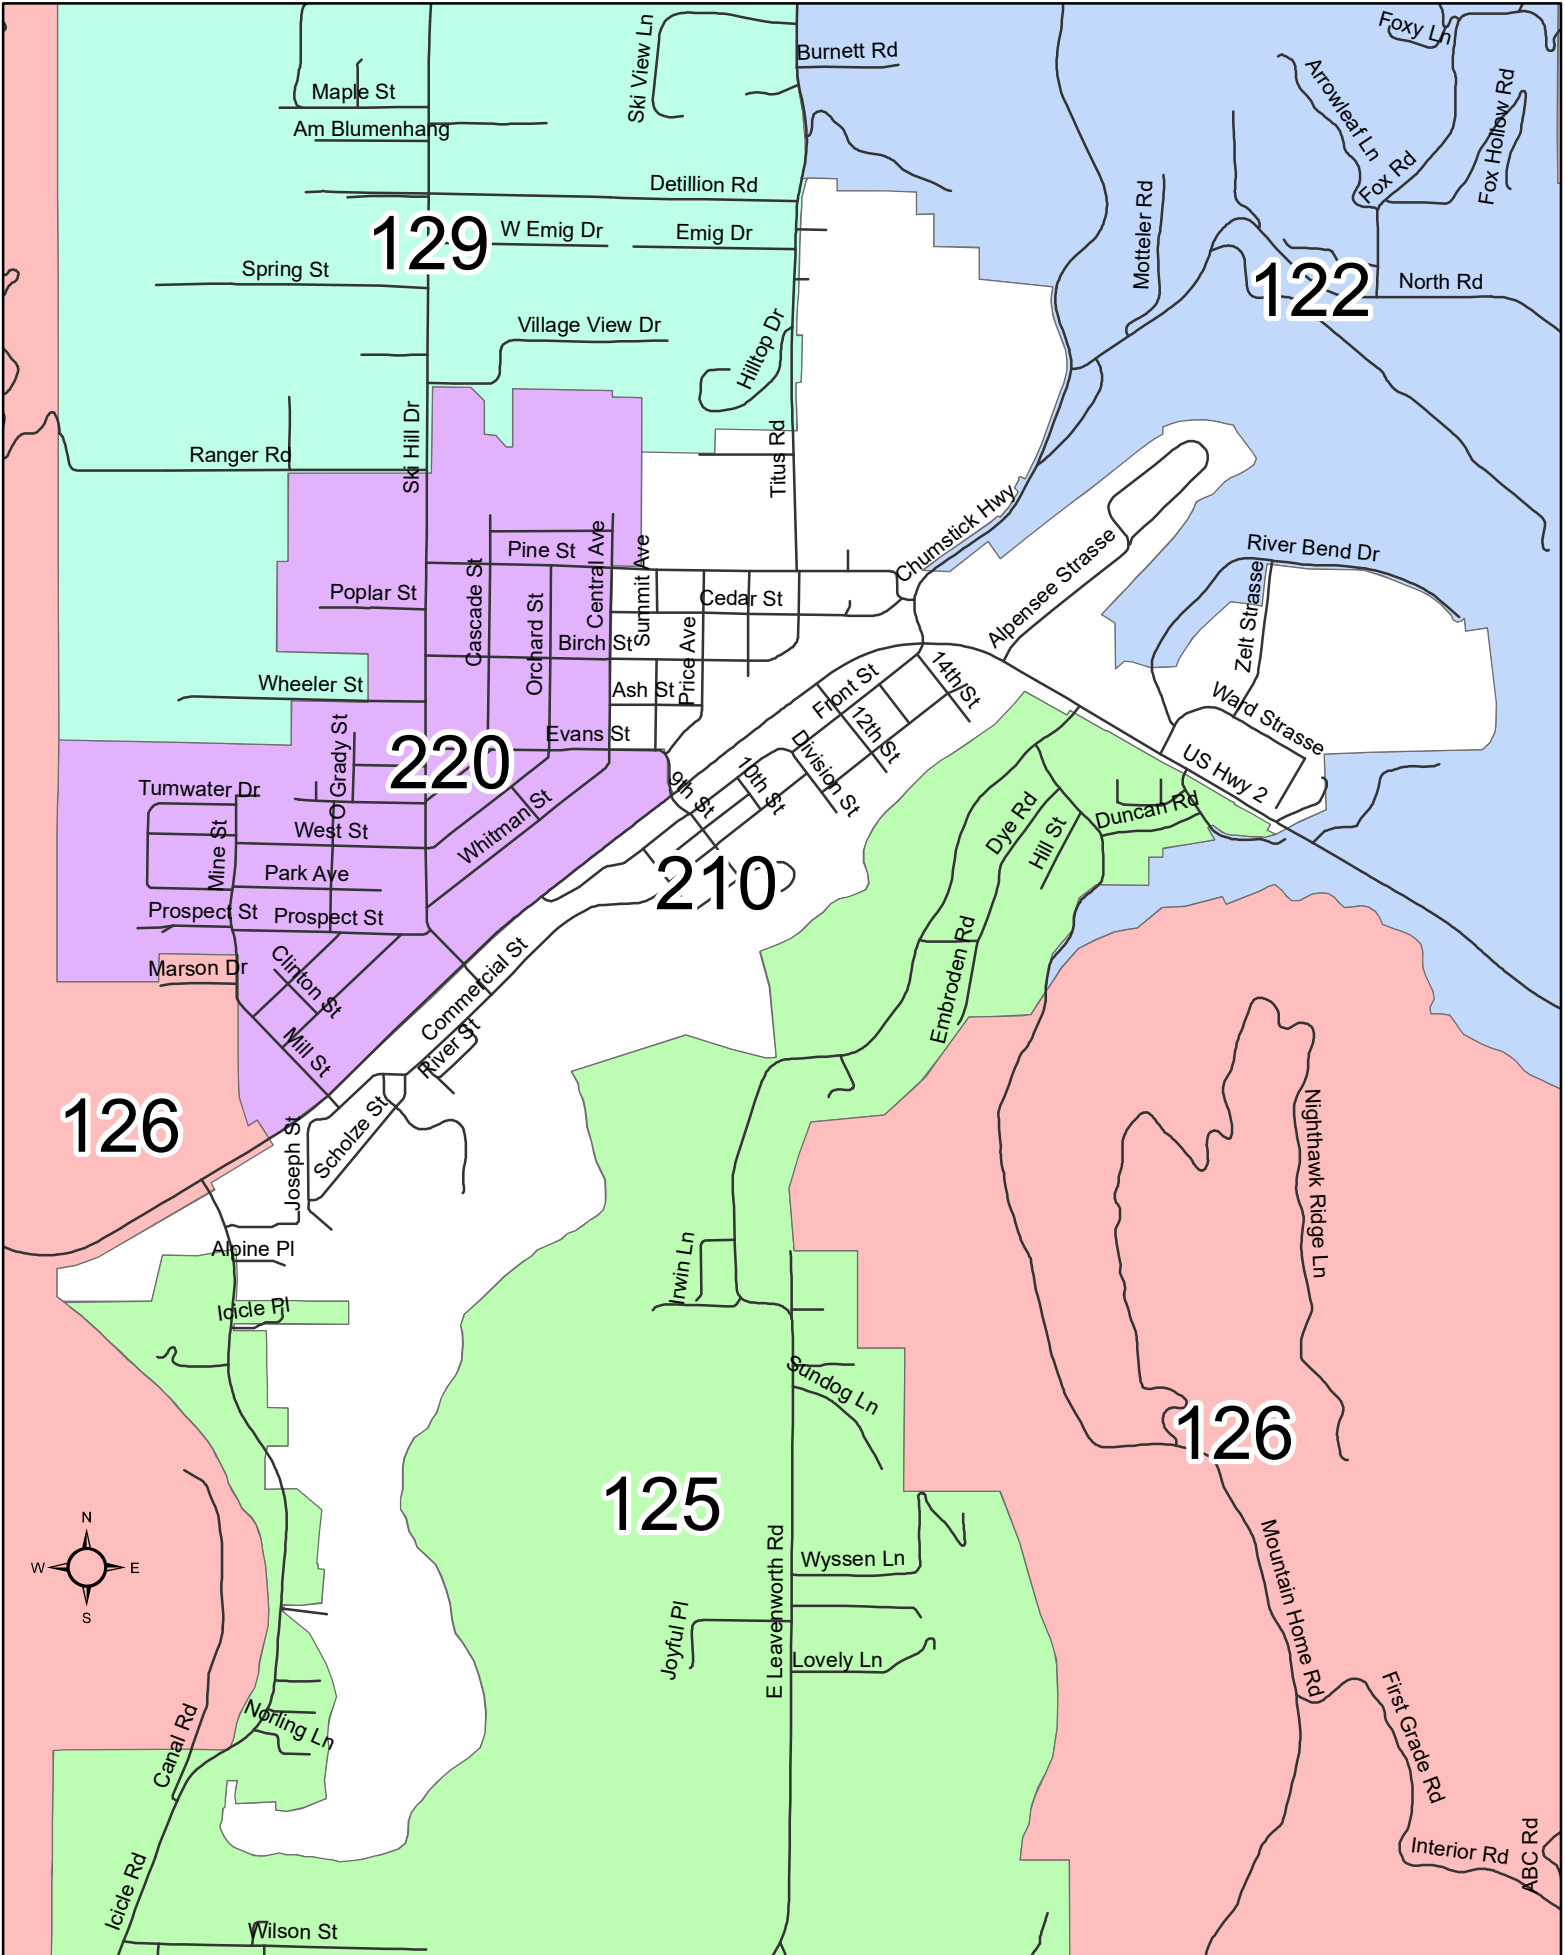 Foxy Ln
Ski View Ln
Burnett Rd
Arrowleaf Ln
Fox Hollow Rd
Maple St
Am Blumenhang
Fox Rd
Detillion Rd
Motteler Rd
129
W Emig Dr
Emig Dr
Spring St
122
North Rd
Village View Dr
Hilltop Dr
Ski Hill Dr
Ranger Rd
Titus Rd
Chumstick Hwy
Pine St
Central Ave
Summit Ave
Cascade St
Alpensee Strasse
River Bend Dr
Zelt Strasse
Poplar St
Orchard St
Cedar St
Birch St
Price Ave
Wheeler St
Ash St
Front St
14th St
Ward Strasse
O Grady St
Evans St
12th St
220
US Hwy 2
Tumwater Dr
9th St
10th St
Division St
Dye Rd
Duncan Rd
West St
Whitman St
Hill St
Mine St
Park Ave
210
Prospect St
Prospect St
Embroden Rd
Marson Dr
Clinton St
Commercial St
River St
Mill St
126
Joseph St
Scholze St
Nighthawk Ridge Ln
Alpine Pl
Irwin Ln
Icicle Pl
Sundog Ln
126
125
N
W
E
S
E Leavenworth Rd
Wyssen Ln
Mountain Home Rd
Joyful Pl
Lovely Ln
Canal Rd
Norling Ln
First Grade Rd
Interior Rd
ABC Rd
Icicle Rd
Wilson St